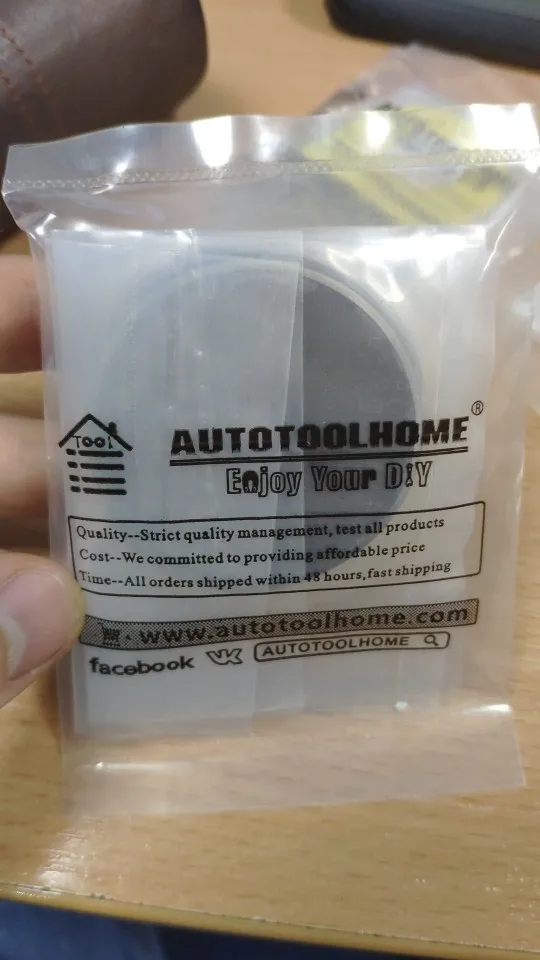 TOOL
AUTOTOOLHOME®
Enjoy Your DIY
Quality--Strict quality management, test all products
Cost--We committed to providing affordable price
Time--All orders shipped within 48 hours,fast shipping
www.autotoolhome.com
facebook VK AUTOTOOLHOME